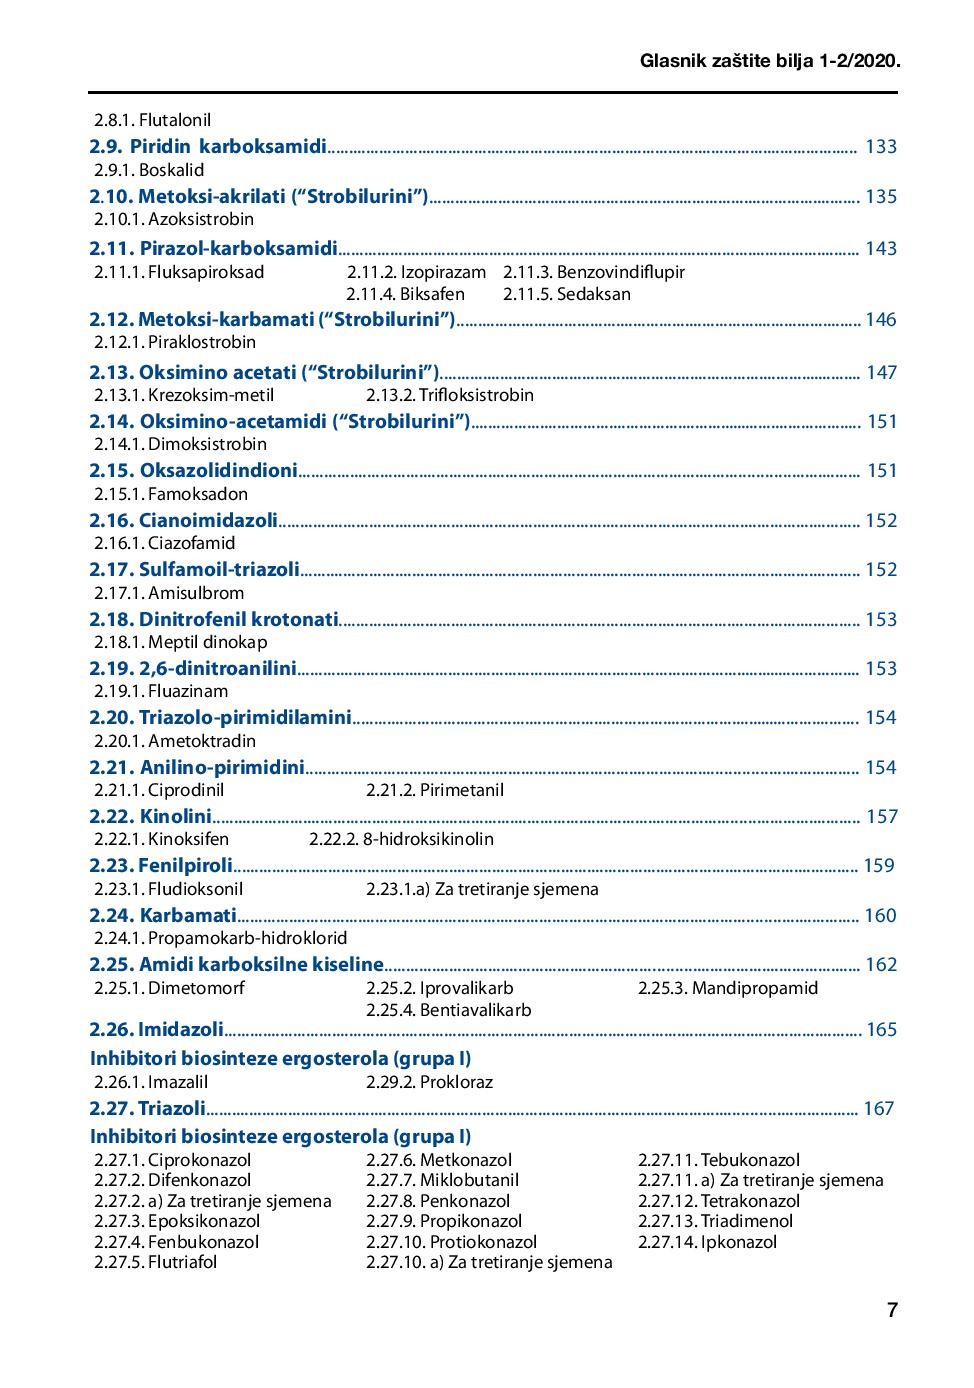 Glasnik zaštite bilja 1-2/2020.
2.8.1. Flutalonil
2.9. Piridin karboksamidi.......... 133
2.9.1. Boskalid
2.10. Metoksi-akrilati (“Strobilurini”).......... 135
2.10.1. Azoksistrobin
2.11. Pirazol-karboksamidi.......... 143
2.11.1. Fluksapiroksad 2.11.2. Izopirazam 2.11.3. Benzovindiflupir
2.11.4. Biksafen 2.11.5. Sedaksan
2.12. Metoksi-karbamati (“Strobilurini”).......... 146
2.12.1. Piraklostrobin
2.13. Oksimino acetati (“Strobilurini”).......... 147
2.13.1. Krezoksim-metil 2.13.2. Trifloksistrobin
2.14. Oksimino-acetamidi (“Strobilurini”).......... 151
2.14.1. Dimoksistrobin
2.15. Oksazolidindioni.......... 151
2.15.1. Famoksadon
2.16. Cianoimidazoli.......... 152
2.16.1. Ciazofamid
2.17. Sulfamoil-triazoli.......... 152
2.17.1. Amisulbrom
2.18. Dinitrofenil krotonati.......... 153
2.18.1. Meptil dinokap
2.19. 2,6-dinitroanilini.......... 153
2.19.1. Fluazinam
2.20. Triazolo-pirimidilamini.......... 154
2.20.1. Ametoktradin
2.21. Anilino-pirimidini.......... 154
2.21.1. Ciprodinil 2.21.2. Pirimetanil
2.22. Kinolini.......... 157
2.22.1. Kinoksifen 2.22.2. 8-hidroksikinolin
2.23. Fenilpiroli.......... 159
2.23.1. Fludioksonil 2.23.1.a) Za tretiranje sjemena
2.24. Karbamati.......... 160
2.24.1. Propamokarb-hidroklorid
2.25. Amidi karboksilne kiseline.......... 162
2.25.1. Dimetomorf 2.25.2. Iprovalikarb 2.25.3. Mandipropamid
2.25.4. Bentiavalikarb
2.26. Imidazoli.......... 165
Inhibitori biosinteze ergosterola (grupa I)
2.26.1. Imazalil 2.29.2. Prokloraz
2.27. Triazoli.......... 167
Inhibitori biosinteze ergosterola (grupa I)
2.27.1. Ciprokonazol 2.27.6. Metkonazol 2.27.11. Tebukonazol
2.27.2. Difenkonazol 2.27.7. Miklobutanil 2.27.11. a) Za tretiranje sjemena
2.27.2. a) Za tretiranje sjemena 2.27.8. Penkonazol 2.27.12. Tetrakonazol
2.27.3. Epoksikonazol 2.27.9. Propikonazol 2.27.13. Triadimenol
2.27.4. Fenbukonazol 2.27.10. Protiokonazol 2.27.14. Ipkonazol
2.27.5. Flutriafol 2.27.10. a) Za tretiranje sjemena
7